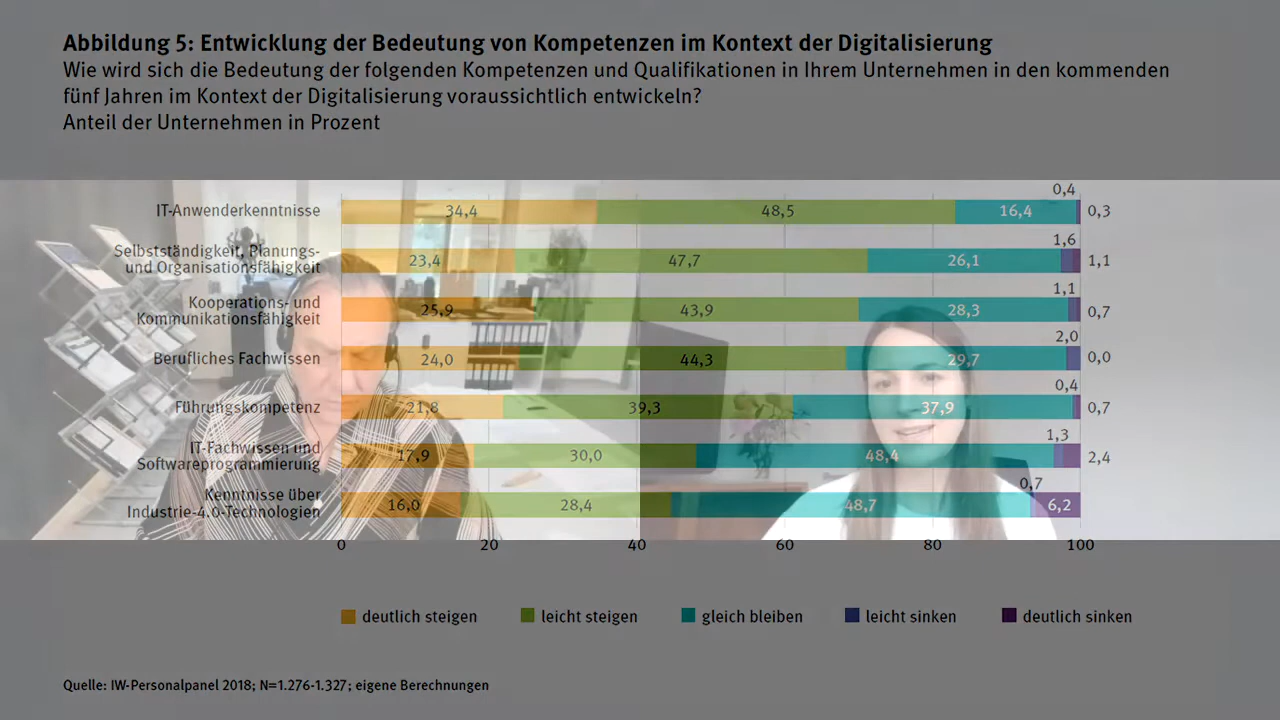 Abbildung 5: Entwicklung der Bedeutung von Kompetenzen im Kontext der Digitalisierung
Wie wird sich die Bedeutung der folgenden Kompetenzen und Qualifikationen in Ihrem Unternehmen in den kommenden
fünf Jahren im Kontext der Digitalisierung voraussichtlich entwickeln?
Anteil der Unternehmen in Prozent
0,4
IT-Anwenderkenntnisse 34,4 48,5 16,4 0,3
1,6
Selbstständigkeit, Planungs-
und Organisationsfähigkeit 23,4 47,7 26,1 1,1
1,1
Kooperations- und
Kommunikationsfähigkeit 25,9 43,9 28,3 0,7
2,0
Berufliches Fachwissen 24,0 44,3 29,7 0,0
0,4
Führungskompetenz 21,8 39,3 37,9 0,7
1,3
IT-Fachwissen und
Softwareprogrammierung 17,9 30,0 48,4 2,4
0,7
Kenntnisse über
Industrie-4.0-Technologien 16,0 28,4 48,7 6,2
0 20 40 60 80 100
deutlich steigen leicht steigen gleich bleiben leicht sinken deutlich sinken
Quelle: IW-Personalpanel 2018; N=1.276-1.327; eigene Berechnungen